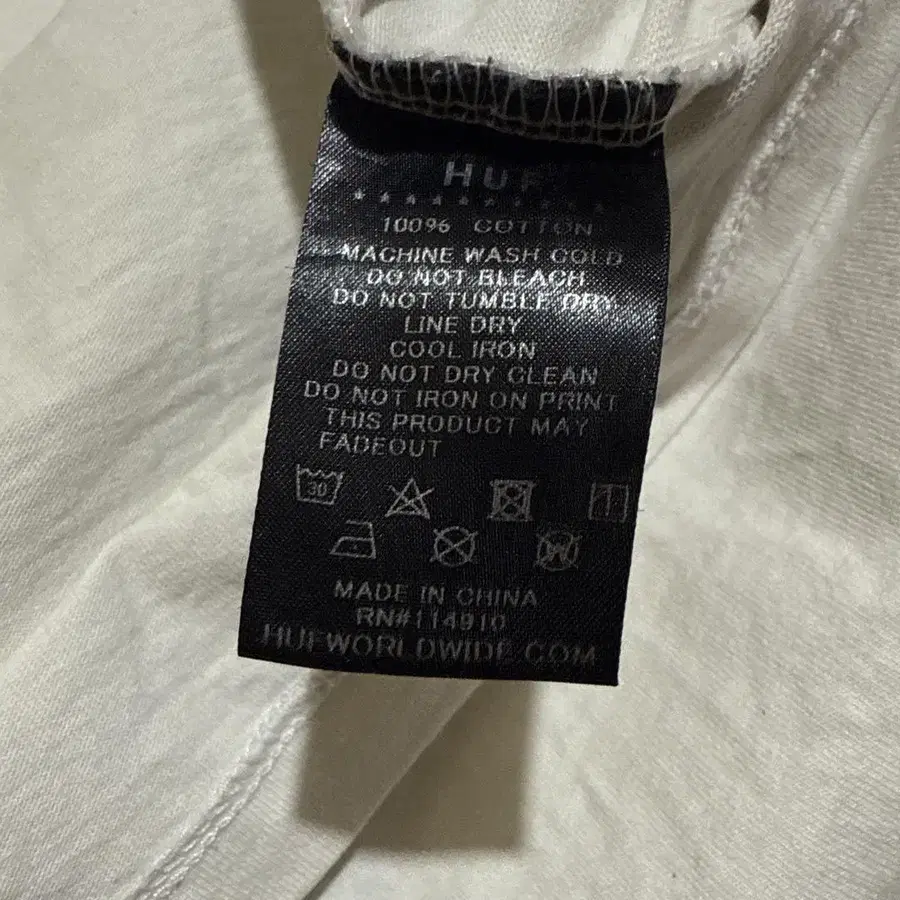 HUF.
100% COTTON
MACHINE WASH COLD
DO NOT BLEACH
DO NOT TUMBLE DRY
LINE DRY
COOL IRON
DO NOT DRY CLEAN
DO NOT IRON ON PRINT
THIS PRODUCT MAY
FADEOUT
30
W
MADE IN CHINA
RN#114910
HUFWORLDWIDE.COM